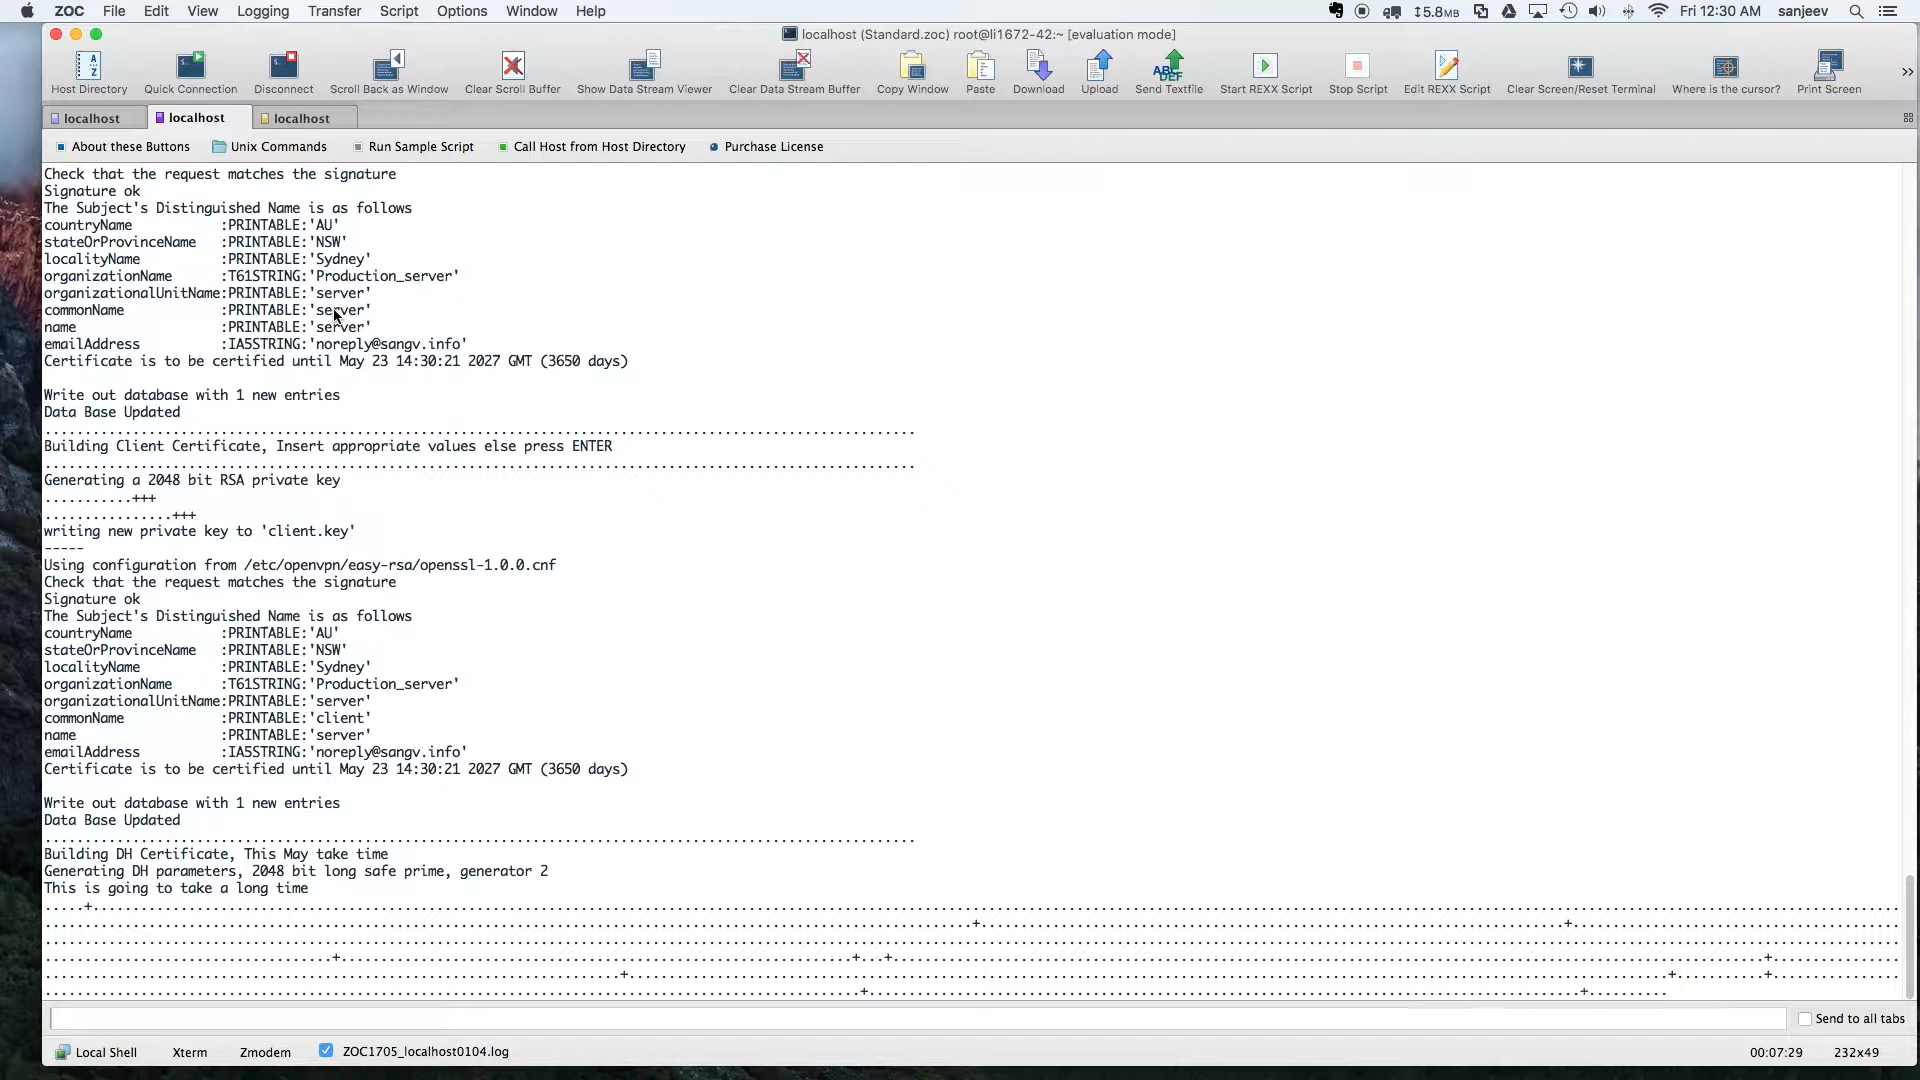 ZOC File Edit View Logging Transfer Script Options Window Help 5.8MB Fri 12:30 AM sanjeev
localhost (Standard.zoc) root@li1672-42:~ [evaluation mode]
Host Directory Quick Connection Disconnect Scroll Back as Window Clear Scroll Buffer Show Data Stream Viewer Clear Data Stream Buffer Copy Window Paste Download Upload Send Textfile Start REXX Script Stop Script Edit REXX Script Clear Screen/Reset Terminal Where is the cursor? Print Screen
localhost localhost localhost
About these Buttons Unix Commands Run Sample Script Call Host from Host Directory Purchase License
Check that the request matches the signature
Signature ok
The Subject's Distinguished Name is as follows
countryName           :PRINTABLE:'AU'
stateOrProvinceName   :PRINTABLE:'NSW'
localityName          :PRINTABLE:'Sydney'
organizationName      :T61STRING:'Production_server'
organizationalUnitName:PRINTABLE:'server'
commonName            :PRINTABLE:'server'
name                  :PRINTABLE:'server'
emailAddress          :IA5STRING:'noreply@sangv.info'
Certificate is to be certified until May 23 14:30:21 2027 GMT (3650 days)
Write out database with 1 new entries
Data Base Updated
Building Client Certificate, Insert appropriate values else press ENTER
Generating a 2048 bit RSA private key
...........+++
................+++
writing new private key to 'client.key'
-----
Using configuration from /etc/openvpn/easy-rsa/openssl-1.0.0.cnf
Check that the request matches the signature
Signature ok
The Subject's Distinguished Name is as follows
countryName           :PRINTABLE:'AU'
stateOrProvinceName   :PRINTABLE:'NSW'
localityName          :PRINTABLE:'Sydney'
organizationName      :T61STRING:'Production_server'
organizationalUnitName:PRINTABLE:'server'
commonName            :PRINTABLE:'client'
name                  :PRINTABLE:'server'
emailAddress          :IA5STRING:'noreply@sangv.info'
Certificate is to be certified until May 23 14:30:21 2027 GMT (3650 days)
Write out database with 1 new entries
Data Base Updated
Building DH Certificate, This May take time
Generating DH parameters, 2048 bit long safe prime, generator 2
This is going to take a long time
Send to all tabs
Local Shell Xterm Zmodem ZOC1705_localhost0104.log 00:07:29 232x49